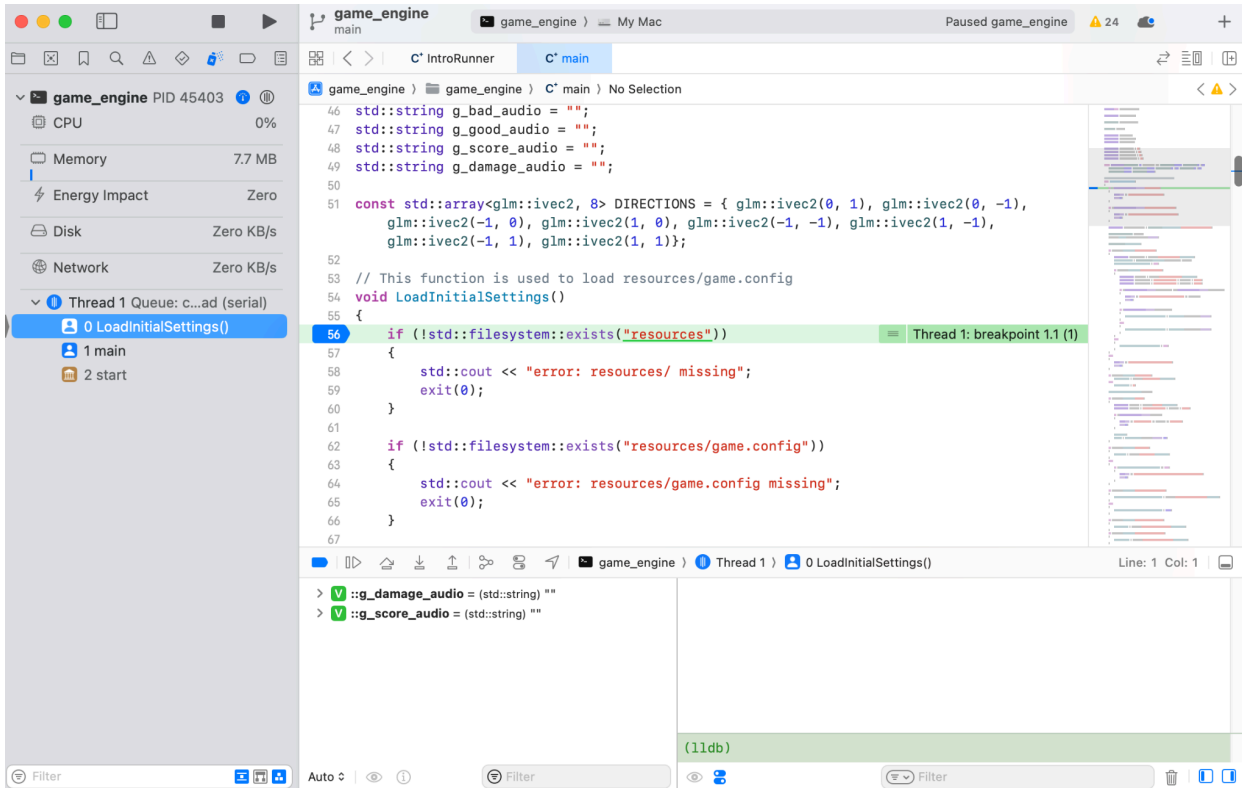 game_engine
main
game_engine 〉 My Mac
Paused game_engine
24
IntroRunner
main
game_engine PID 45403
CPU 0%
Memory 7.7 MB
Energy Impact Zero
Disk Zero KB/s
Network Zero KB/s
Thread 1 Queue: c...ad (serial)
0 LoadInitialSettings()
1 main
2 start
Filter
game_engine 〉 game_engine 〉 main 〉 No Selection
46 std::string g_bad_audio = "";
47 std::string g_good_audio = "";
48 std::string g_score_audio = "";
49 std::string g_damage_audio = "";
50
51 const std::array<glm::ivec2, 8> DIRECTIONS = { glm::ivec2(0, 1), glm::ivec2(0, -1),
glm::ivec2(-1, 0), glm::ivec2(1, 0), glm::ivec2(-1, -1), glm::ivec2(1, -1),
glm::ivec2(-1, 1), glm::ivec2(1, 1)};
52
53 // This function is used to load resources/game.config
54 void LoadInitialSettings()
55 {
56 if (!std::filesystem::exists("resources")) Thread 1: breakpoint 1.1 (1)
57 {
58 std::cout << "error: resources/ missing";
59 exit(0);
60 }
61
62 if (!std::filesystem::exists("resources/game.config"))
63 {
64 std::cout << "error: resources/game.config missing";
65 exit(0);
66 }
67
game_engine 〉 Thread 1 〉 0 LoadInitialSettings()
Line: 1 Col: 1
V ::g_damage_audio = (std::string) ""
V ::g_score_audio = (std::string) ""
(lldb)
Auto
Filter
Filter